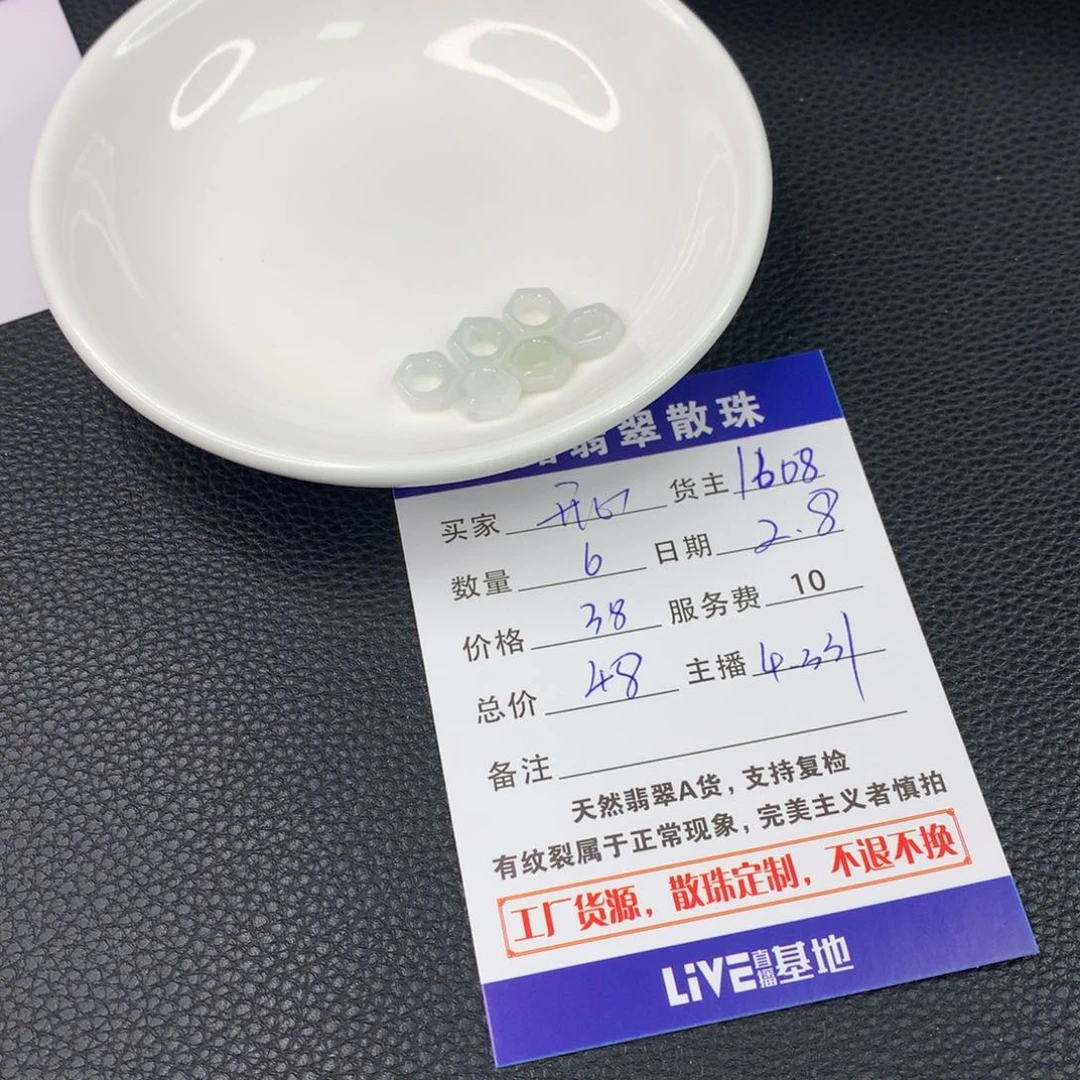 翡翠散珠
买家 开口 货主 1608
数量 6 日期 2.8
价格 38 服务费 10
总价 48 主播 4331
备注
天然翡翠A货，支持复检
有纹裂属于正常现象，完美主义者慎拍
工厂货源，散珠定制，不退不换
LiVE直播基地